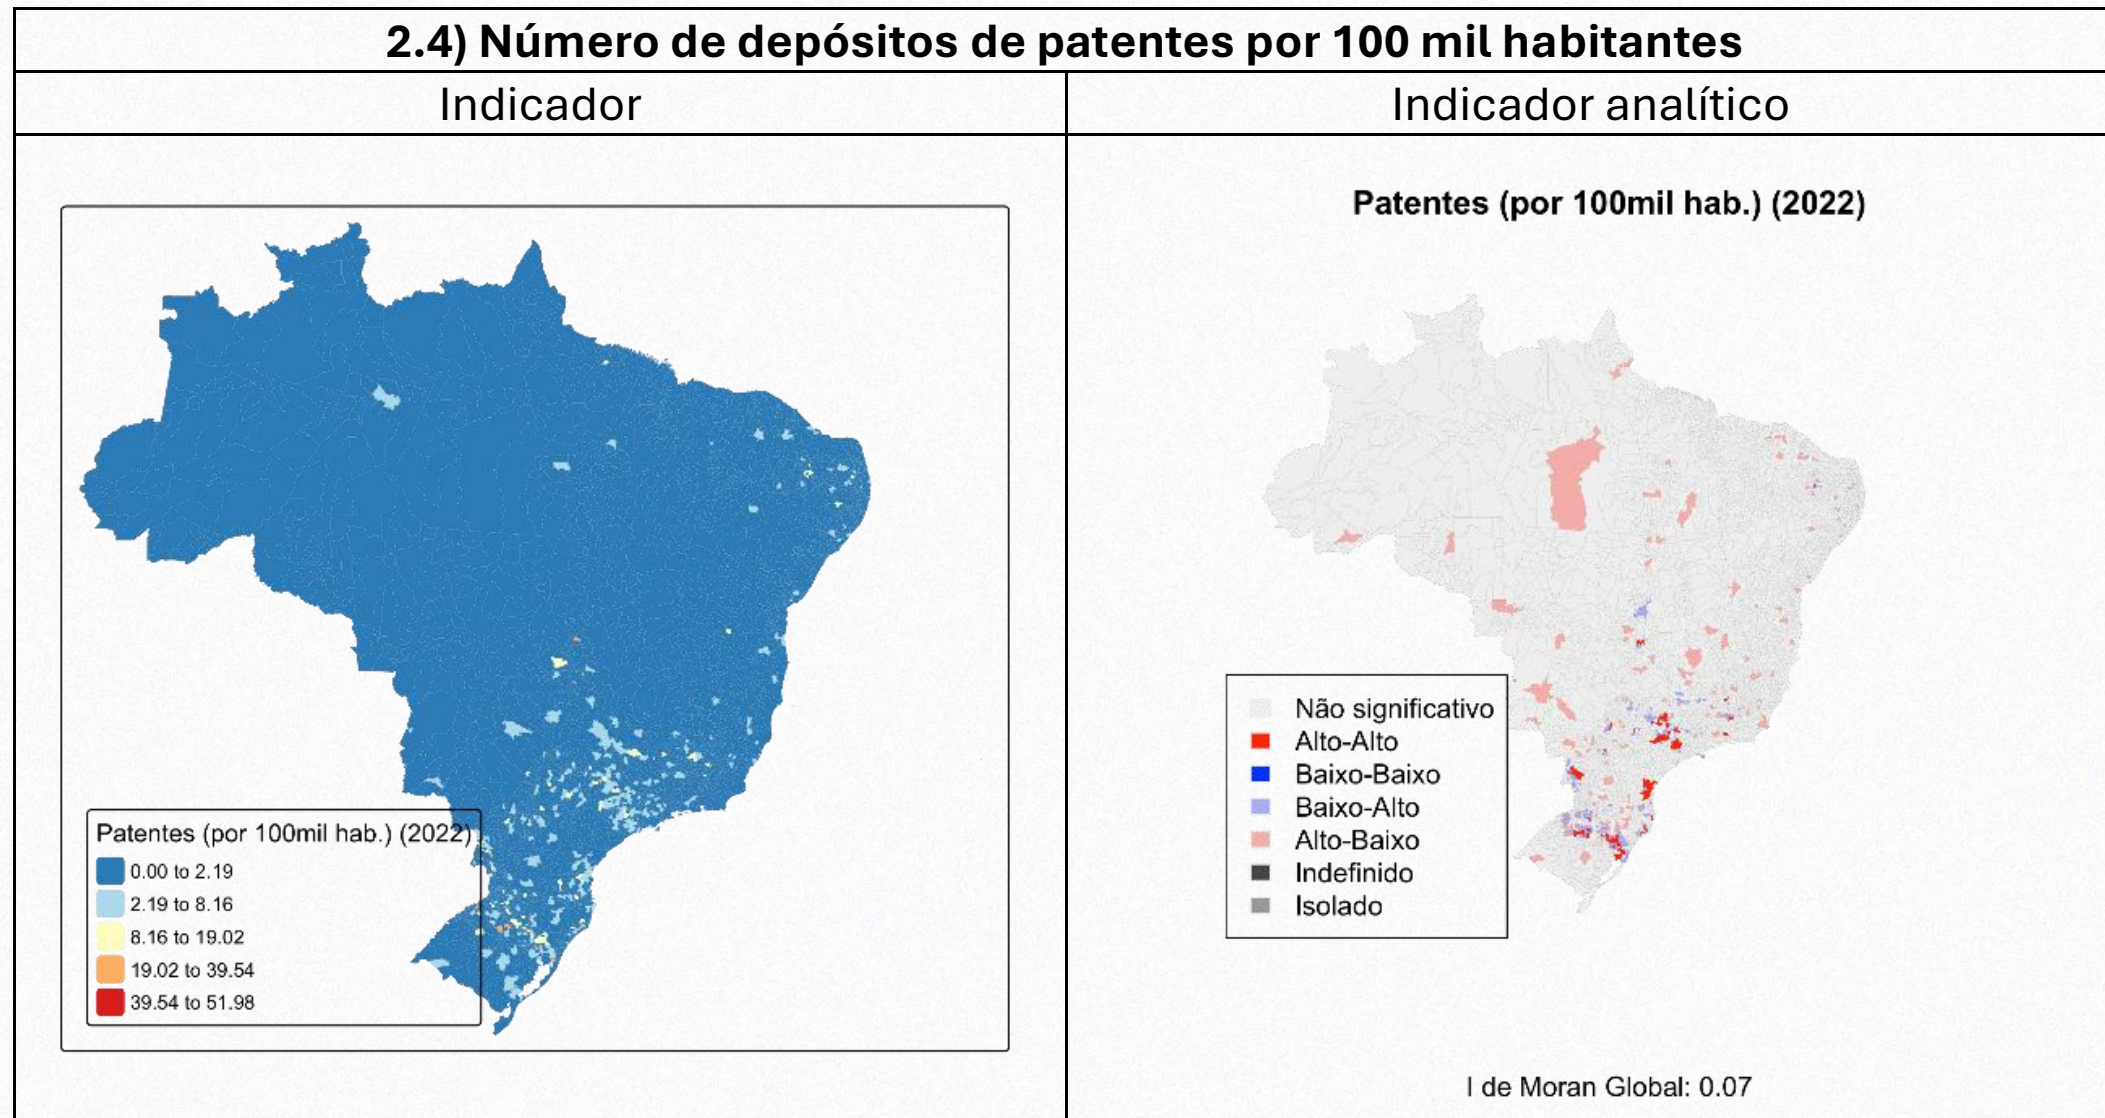 2.4) Número de depósitos de patentes por 100 mil habitantes
Indicador
Indicador analítico
Patentes (por 100mil hab.) (2022)
0.00 to 2.19
2.19 to 8.16
8.16 to 19.02
19.02 to 39.54
39.54 to 51.98
Patentes (por 100mil hab.) (2022)
Não significativo
Alto-Alto
Baixo-Baixo
Baixo-Alto
Alto-Baixo
Indefinido
Isolado
I de Moran Global: 0.07